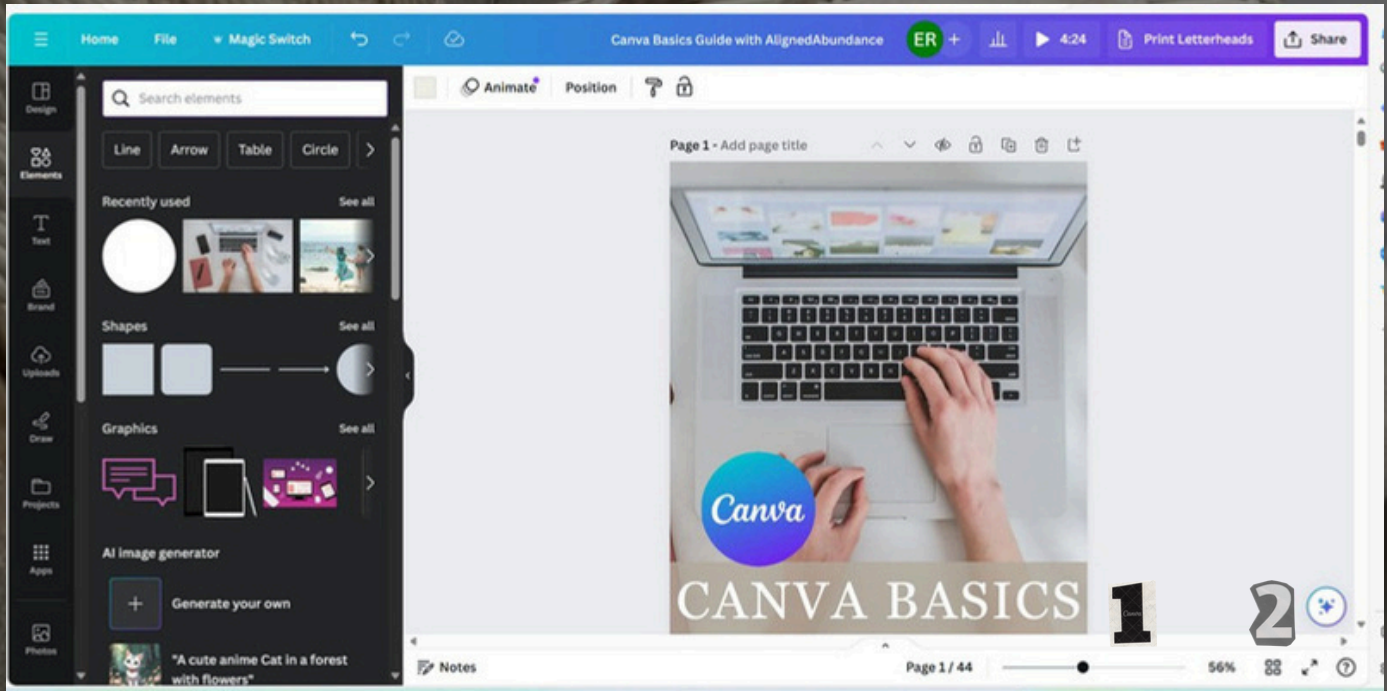 Home File Magic Switch Canva Basics Guide with AlignedAbundance ER + 4:24 Print Letterheads Share
Design
Elements
Text
Brand
Uploads
Draw
Projects
Apps
Photos
Search elements
Line Arrow Table Circle
Recently used See all
Shapes See all
Graphics See all
AI image generator
Generate your own
"A cute anime Cat in a forest
with flowers"
Animate Position
Page 1 - Add page title
Canva
CANVA BASICS
1 2
Notes Page 1 / 44 56%